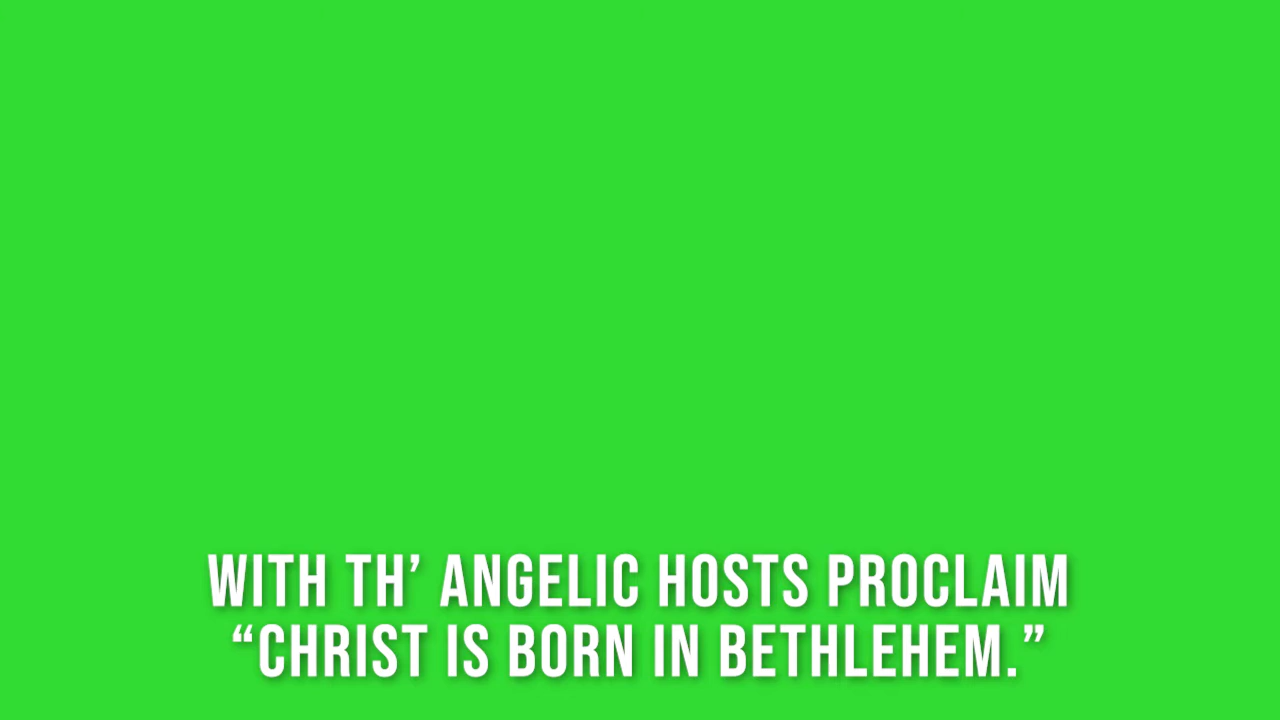 WITH TH’ ANGELIC HOSTS PROCLAIM
“CHRIST IS BORN IN BETHLEHEM.”